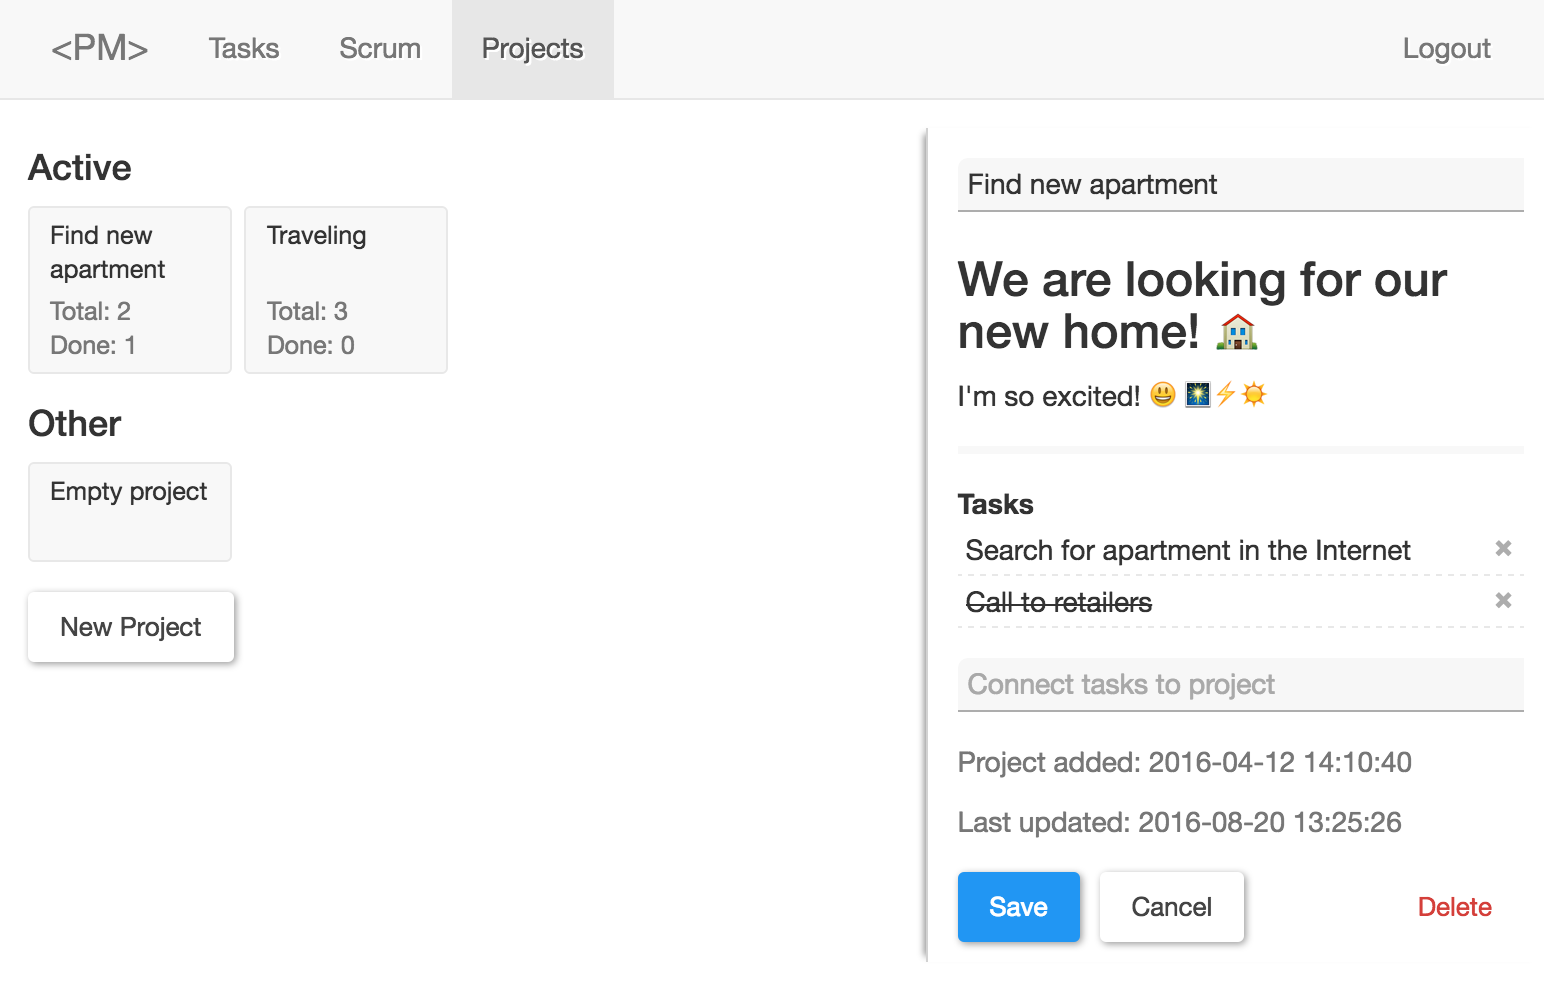 <PM> Tasks Scrum Projects Logout
Active
Find new
apartment
Total: 2
Done: 1
Traveling
Total: 3
Done: 0
Other
Empty project
New Project
Find new apartment
We are looking for our
new home! 🏠
I'm so excited! 😃 🎇⚡☀
Tasks
Search for apartment in the Internet ✖
Call to retailers ✖
Connect tasks to project
Project added: 2016-04-12 14:10:40
Last updated: 2016-08-20 13:25:26
Save Cancel Delete